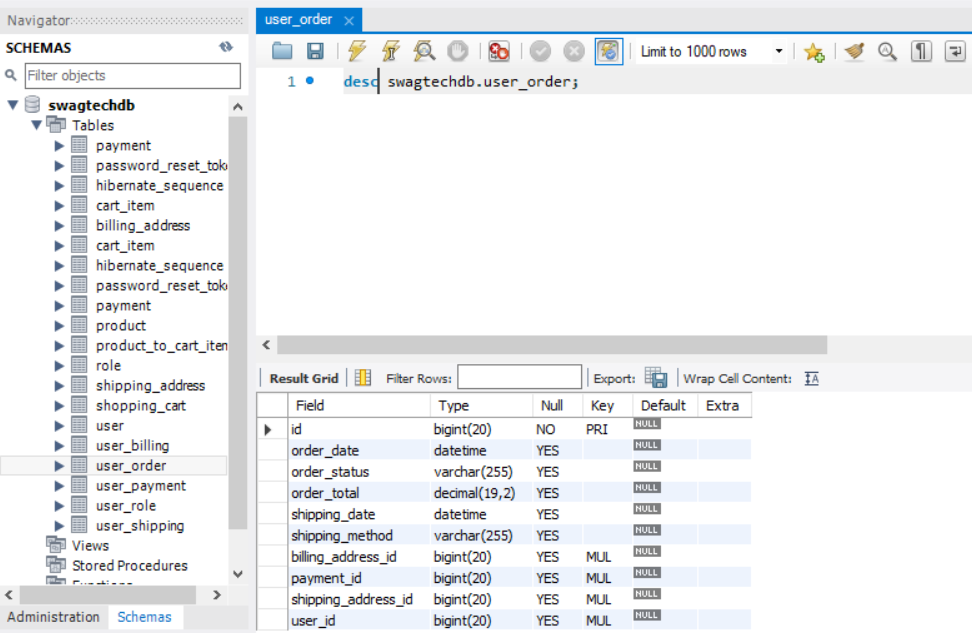 Navigator
SCHEMAS
Filter objects
swagtechdb
Tables
payment
password_reset_tok
hibernate_sequence
cart_item
billing_address
cart_item
hibernate_sequence
password_reset_tok
payment
product
product_to_cart_iten
role
shipping_address
shopping_cart
user
user_billing
user_order
user_payment
user_role
user_shipping
Views
Stored Procedures
Functions
Administration Schemas
user_order
Limit to 1000 rows
1 desc swagtechdb.user_order;
Result Grid Filter Rows: Export: Wrap Cell Content: IA
Field Type Null Key Default Extra
id bigint(20) NO PRI NULL
order_date datetime YES NULL
order_status varchar(255) YES NULL
order_total decimal(19,2) YES NULL
shipping_date datetime YES NULL
shipping_method varchar(255) YES NULL
billing_address_id bigint(20) YES MUL NULL
payment_id bigint(20) YES MUL NULL
shipping_address_id bigint(20) YES MUL NULL
user_id bigint(20) YES MUL NULL